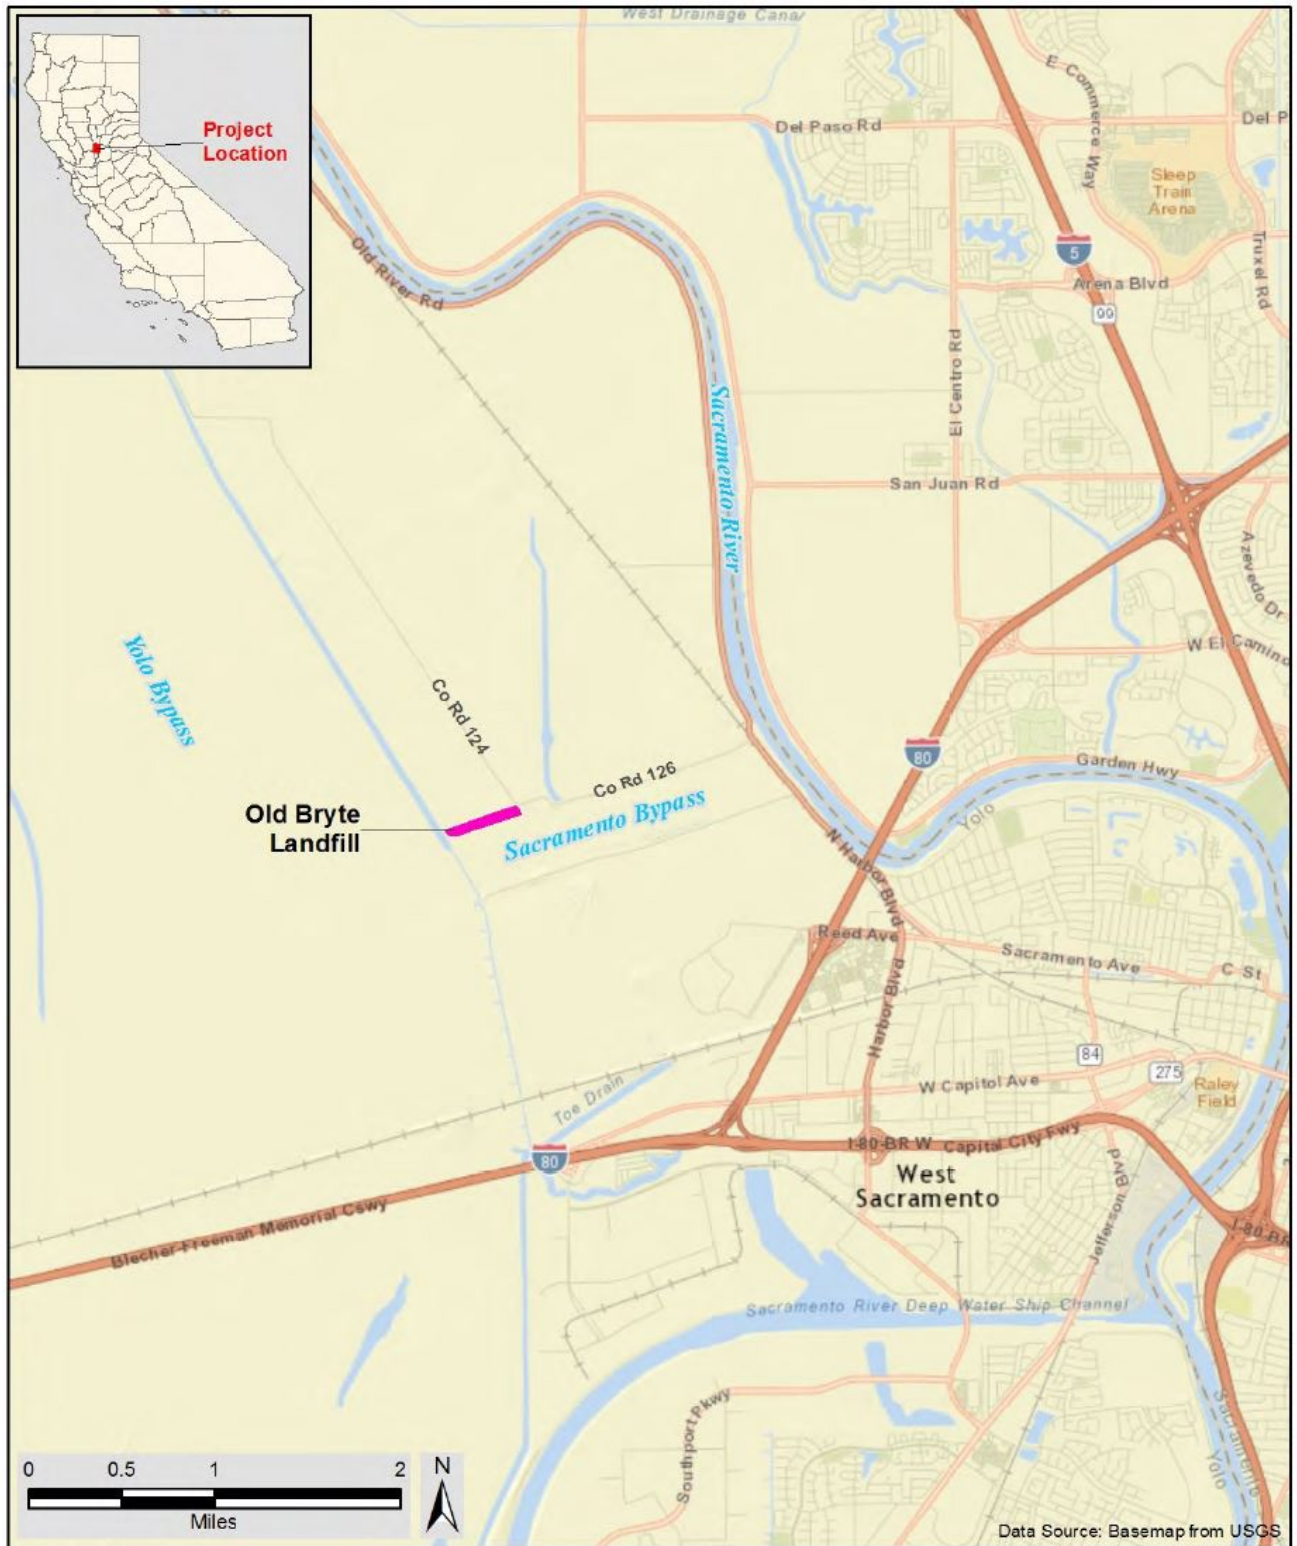 West Drainage Canal
Project
Location
Del Paso Rd
E Commerce Way
Del P
Sleep
Train
Arena
Old River Rd
5
Arena Blvd
Truxel Rd
99
Sacramento River
El Centro Rd
San Juan Rd
Azevedo Dr
Yolo Bypass
W El Camino
Co Rd 124
80
Garden Hwy
Co Rd 126
Yolo
Old Bryte
Landfill
Sacramento Bypass
N Harbor Blvd
Reed Ave
Sacramento Ave
C St
Harbor Blvd
84
275
W Capitol Ave
Raley
Field
Toe Drain
80
I-80-BR W
Capital City Fwy
West
Sacramento
Jefferson Blvd
Blecher-Freeman Memorial Cswy
I-80-BR
Sacramento River Deep Water Ship Channel
Southport Pkwy
Sacramento
Yolo
0 0.5 1 2
Miles
N
Data Source: Basemap from USGS